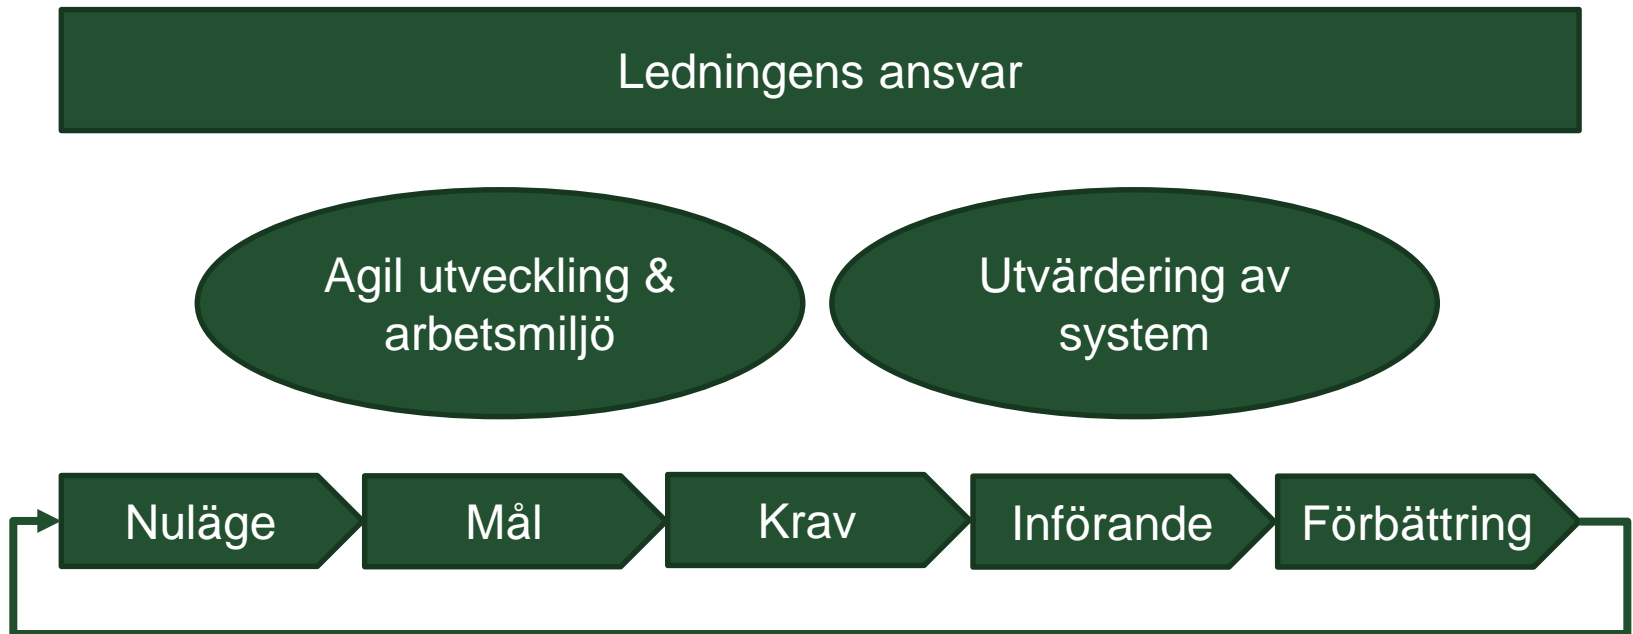 Ledningens ansvar
Agil utveckling &
arbetsmiljö
Utvärdering av
system
Nuläge
Mål
Krav
Införande
Förbättring